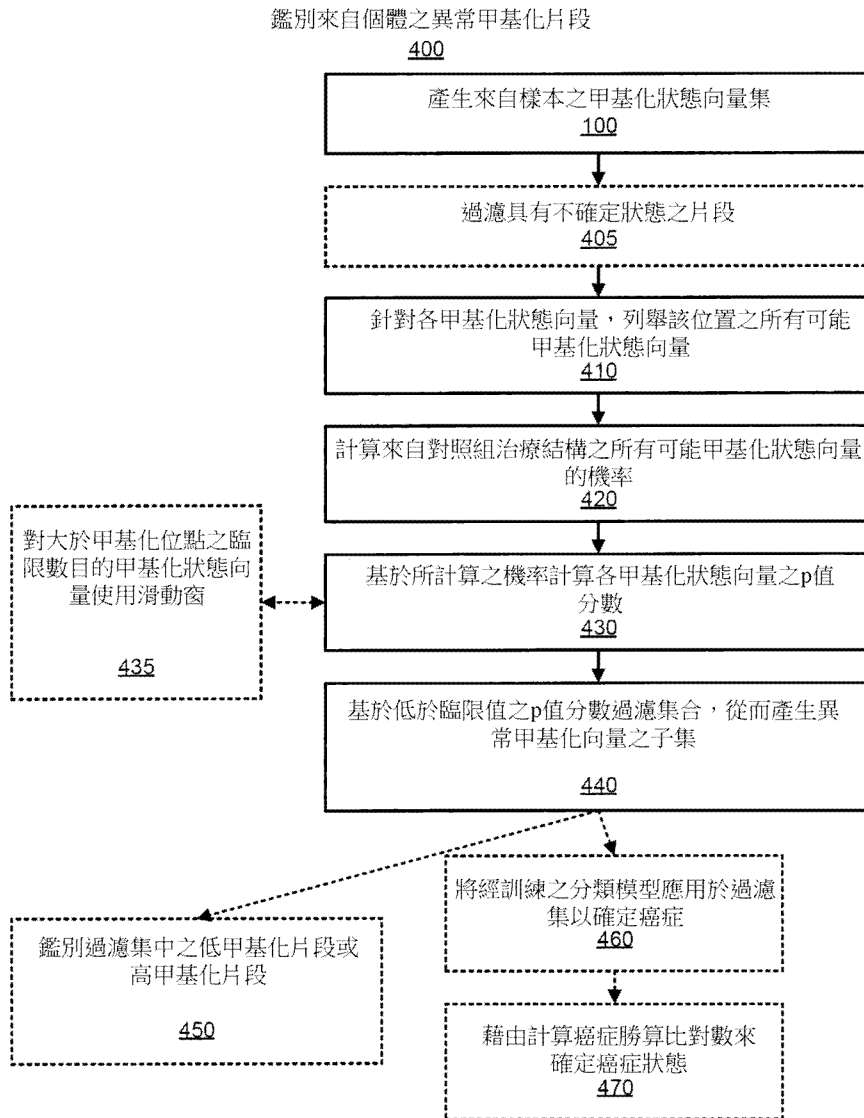 鑑別來自個體之異常甲基化片段
400
產生來自樣本之甲基化狀態向量集
100
過濾具有不確定狀態之片段
405
針對各甲基化狀態向量，列舉該位置之所有可能
甲基化狀態向量
410
計算來自對照組治療結構之所有可能甲基化狀態向量
的機率
420
對大於甲基化位點之臨
限數目的甲基化狀態向
量使用滑動窗
435
基於所計算之機率計算各甲基化狀態向量之p值
分數
430
基於低於臨限值之p值分數過濾集合，從而產生異
常甲基化向量之子集
440
鑑別過濾集中之低甲基化片段或
高甲基化片段
450
將經訓練之分類模型應用於過濾
集以確定癌症
460
藉由計算癌症勝算比對數來
確定癌症狀態
470